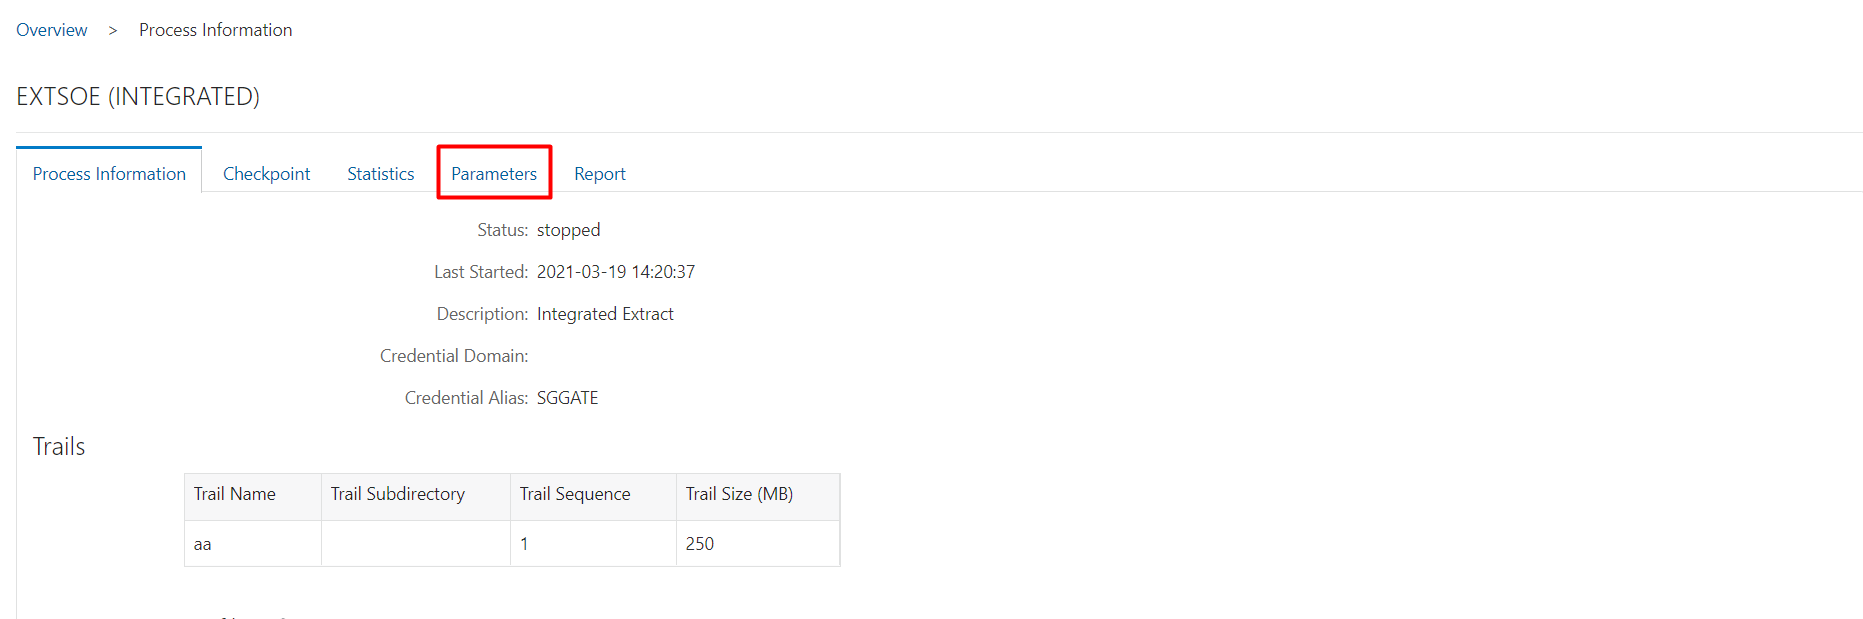 Overview > Process Information
EXTSOE (INTEGRATED)
Process Information Checkpoint Statistics Parameters Report
Status: stopped
Last Started: 2021-03-19 14:20:37
Description: Integrated Extract
Credential Domain:
Credential Alias: SGGATE
Trails
Trail Name Trail Subdirectory Trail Sequence Trail Size (MB)
aa 1 250